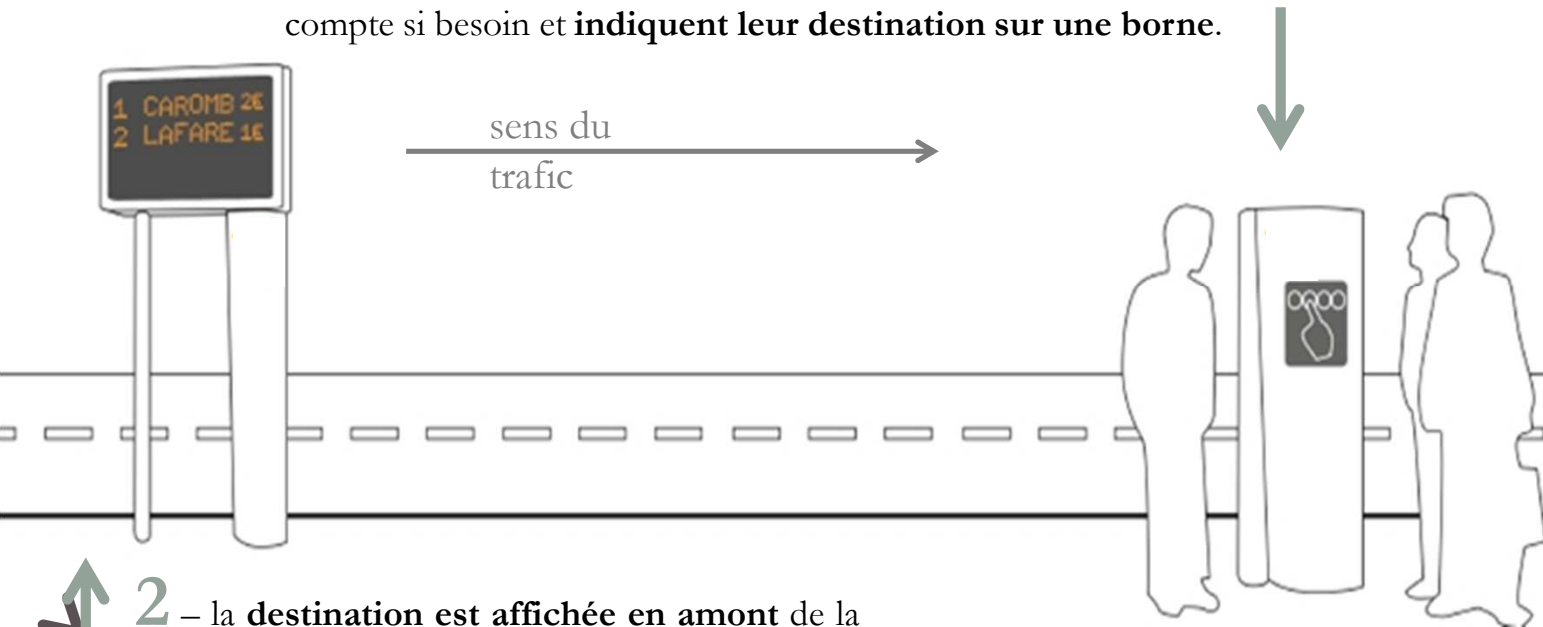 compte si besoin et indiquent leur destination sur une borne.
1 CAROMB 2€
2 LAFARE 1€
sens du
trafic
2 – la destination est affichée en amont de la